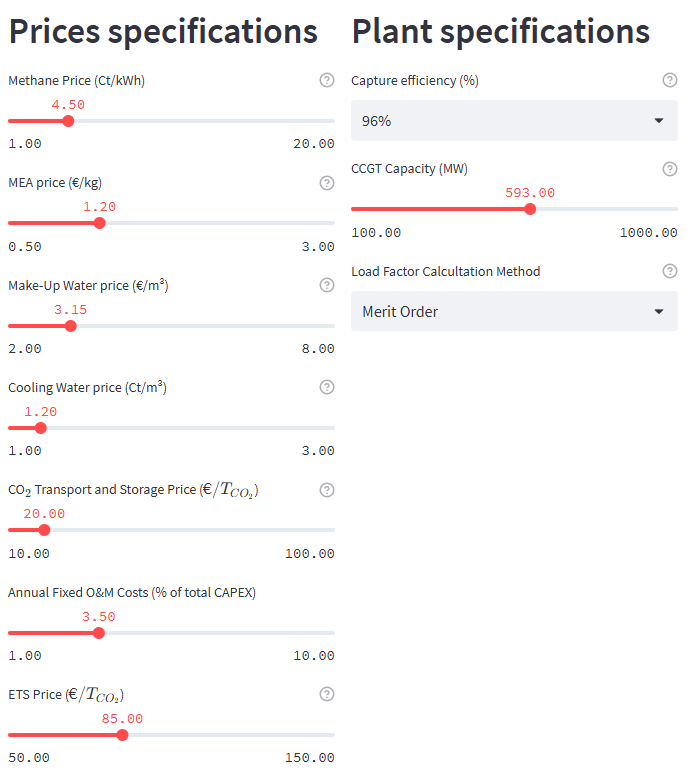 Prices specifications
Methane Price (Ct/kWh)
4.50
1.00 20.00
MEA price (€/kg)
1.20
0.50 3.00
Make-Up Water price (€/m³)
3.15
2.00 8.00
Cooling Water price (Ct/m³)
1.20
1.00 3.00
CO₂ Transport and Storage Price (€/T_{CO₂})
20.00
10.00 100.00
Annual Fixed O&M Costs (% of total CAPEX)
3.50
1.00 10.00
ETS Price (€/T_{CO₂})
85.00
50.00 150.00
Plant specifications
Capture efficiency (%)
96%
CCGT Capacity (MW)
593.00
100.00 1000.00
Load Factor Calcultation Method
Merit Order